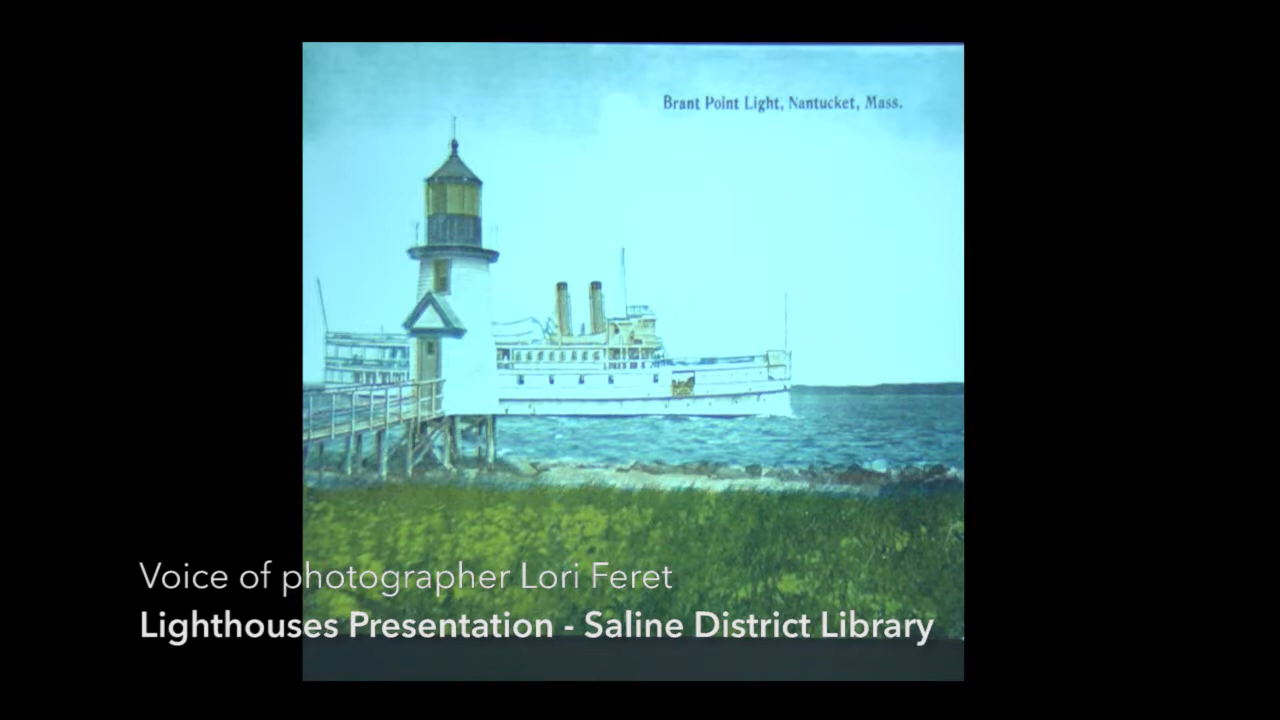 Brant Point Light, Nantucket, Mass.
Voice of photographer Lori Feret
Lighthouses Presentation - Saline District Library